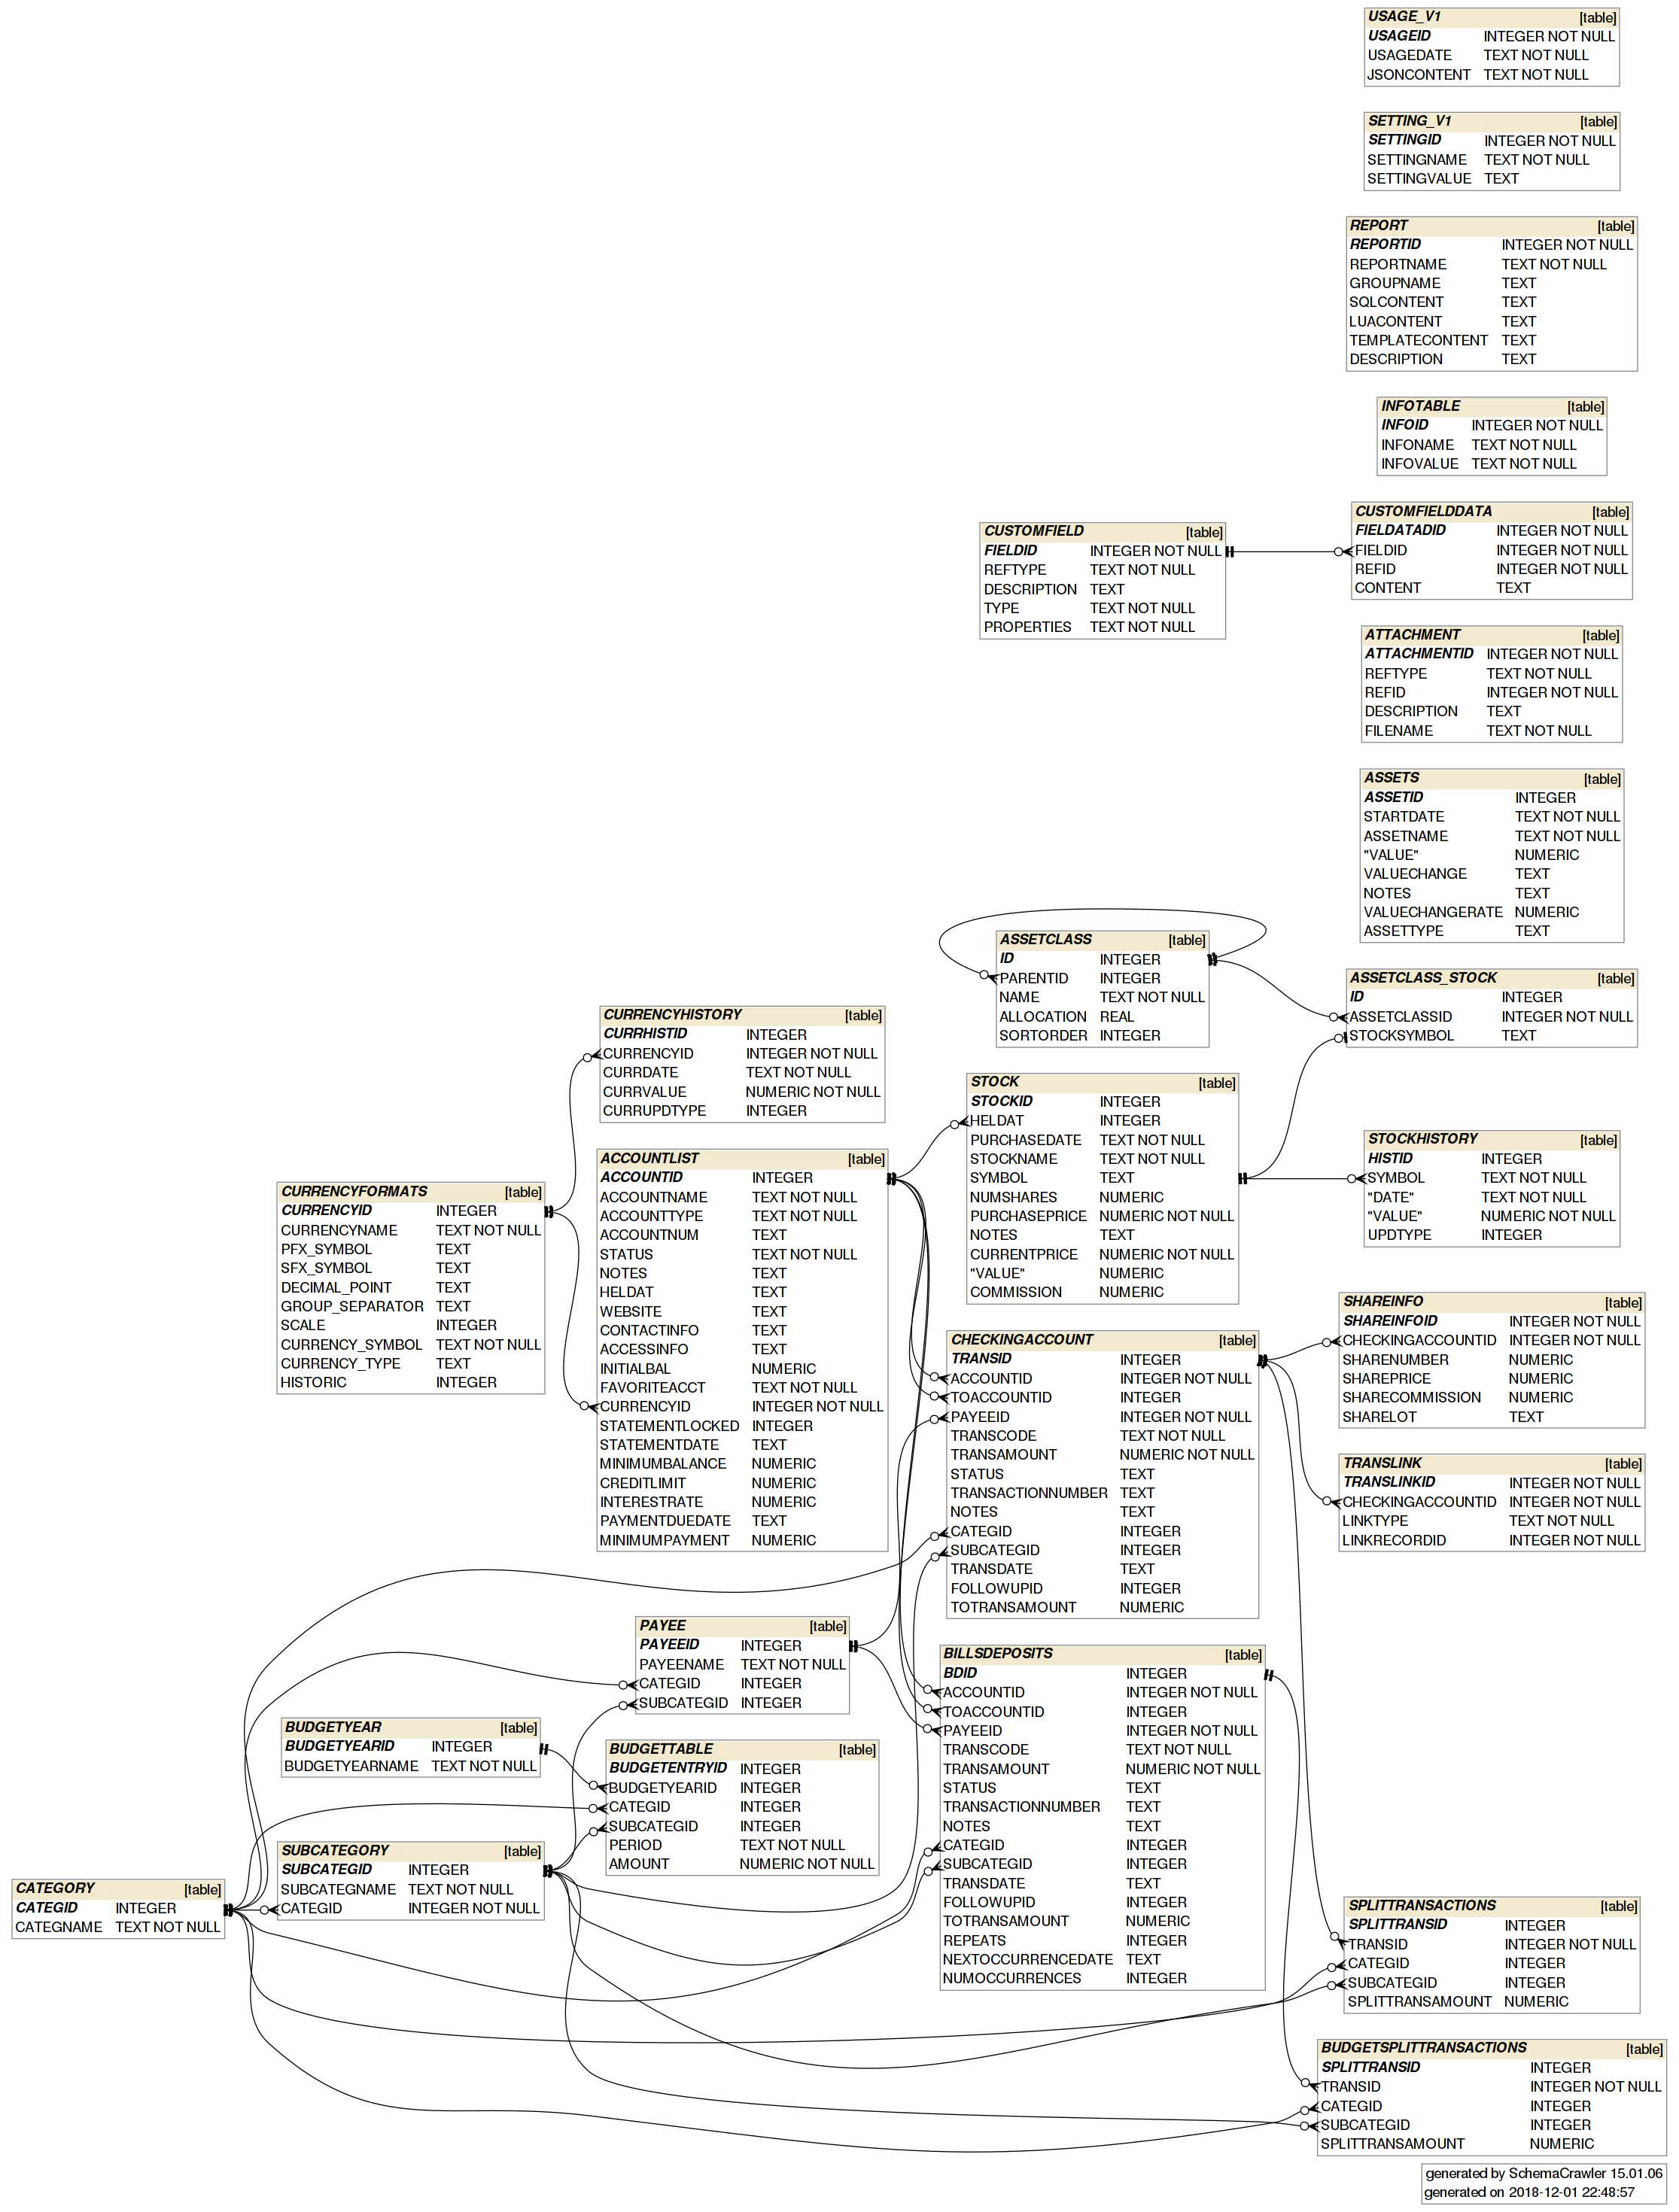 USAGE_V1 [table]
USAGEID INTEGER NOT NULL
USAGEDATE TEXT NOT NULL
JSONCONTENT TEXT NOT NULL
SETTING_V1 [table]
SETTINGID INTEGER NOT NULL
SETTINGNAME TEXT NOT NULL
SETTINGVALUE TEXT
REPORT [table]
REPORTID INTEGER NOT NULL
REPORTNAME TEXT NOT NULL
GROUPNAME TEXT
SQLCONTENT TEXT
LUACONTENT TEXT
TEMPLATECONTENT TEXT
DESCRIPTION TEXT
INFOTABLE [table]
INFOID INTEGER NOT NULL
INFONAME TEXT NOT NULL
INFOVALUE TEXT NOT NULL
CUSTOMFIELD [table]
FIELDID INTEGER NOT NULL
REFTYPE TEXT NOT NULL
DESCRIPTION TEXT
TYPE TEXT NOT NULL
PROPERTIES TEXT NOT NULL
CUSTOMFIELDDATA [table]
FIELDATADID INTEGER NOT NULL
FIELDID INTEGER NOT NULL
REFID INTEGER NOT NULL
CONTENT TEXT
ATTACHMENT [table]
ATTACHMENTID INTEGER NOT NULL
REFTYPE TEXT NOT NULL
REFID INTEGER NOT NULL
DESCRIPTION TEXT
FILENAME TEXT NOT NULL
ASSETS [table]
ASSETID INTEGER
STARTDATE TEXT NOT NULL
ASSETNAME TEXT NOT NULL
"VALUE" NUMERIC
VALUECHANGE TEXT
NOTES TEXT
VALUECHANGERATE NUMERIC
ASSETTYPE TEXT
ASSETCLASS [table]
ID INTEGER
PARENTID INTEGER
NAME TEXT NOT NULL
ALLOCATION REAL
SORTORDER INTEGER
ASSETCLASS_STOCK [table]
ID INTEGER
ASSETCLASSID INTEGER NOT NULL
STOCKSYMBOL TEXT
CURRENCYHISTORY [table]
CURRHISTID INTEGER
CURRENCYID INTEGER NOT NULL
CURRDATE TEXT NOT NULL
CURRVALUE NUMERIC NOT NULL
CURRUPDTYPE INTEGER
STOCK [table]
STOCKID INTEGER
HELDAT INTEGER
PURCHASEDATE TEXT NOT NULL
STOCKNAME TEXT NOT NULL
SYMBOL TEXT
NUMSHARES NUMERIC
PURCHASEPRICE NUMERIC NOT NULL
NOTES TEXT
CURRENTPRICE NUMERIC NOT NULL
"VALUE" NUMERIC
COMMISSION NUMERIC
STOCKHISTORY [table]
HISTID INTEGER
SYMBOL TEXT NOT NULL
"DATE" TEXT NOT NULL
"VALUE" NUMERIC NOT NULL
UPDTYPE INTEGER
CURRENCYFORMATS [table]
CURRENCYID INTEGER
CURRENCYNAME TEXT NOT NULL
PFX_SYMBOL TEXT
SFX_SYMBOL TEXT
DECIMAL_POINT TEXT
GROUP_SEPARATOR TEXT
SCALE INTEGER
CURRENCY_SYMBOL TEXT NOT NULL
CURRENCY_TYPE TEXT
HISTORIC INTEGER
ACCOUNTLIST [table]
ACCOUNTID INTEGER
ACCOUNTNAME TEXT NOT NULL
ACCOUNTTYPE TEXT NOT NULL
ACCOUNTNUM TEXT
STATUS TEXT NOT NULL
NOTES TEXT
HELDAT TEXT
WEBSITE TEXT
CONTACTINFO TEXT
ACCESSINFO TEXT
INITIALBAL NUMERIC
FAVORITEACCT TEXT NOT NULL
CURRENCYID INTEGER NOT NULL
STATEMENTLOCKED INTEGER
STATEMENTDATE TEXT
MINIMUMBALANCE NUMERIC
CREDITLIMIT NUMERIC
INTERESTRATE NUMERIC
PAYMENTDUEDATE TEXT
MINIMUMPAYMENT NUMERIC
CHECKINGACCOUNT [table]
TRANSID INTEGER
ACCOUNTID INTEGER NOT NULL
TOACCOUNTID INTEGER
PAYEEID INTEGER NOT NULL
TRANSCODE TEXT NOT NULL
TRANSAMOUNT NUMERIC NOT NULL
STATUS TEXT
TRANSACTIONNUMBER TEXT
NOTES TEXT
CATEGID INTEGER
SUBCATEGID INTEGER
TRANSDATE TEXT
FOLLOWUPID INTEGER
TOTRANSAMOUNT NUMERIC
SHAREINFO [table]
SHAREINFOID INTEGER NOT NULL
CHECKINGACCOUNTID INTEGER NOT NULL
SHARENUMBER NUMERIC
SHAREPRICE NUMERIC
SHARECOMMISSION NUMERIC
SHARELOT TEXT
TRANSLINK [table]
TRANSLINKID INTEGER NOT NULL
CHECKINGACCOUNTID INTEGER NOT NULL
LINKTYPE TEXT NOT NULL
LINKRECORDID INTEGER NOT NULL
PAYEE [table]
PAYEEID INTEGER
PAYEENAME TEXT NOT NULL
CATEGID INTEGER
SUBCATEGID INTEGER
BUDGETYEAR [table]
BUDGETYEARID INTEGER
BUDGETYEARNAME TEXT NOT NULL
BUDGETTABLE [table]
BUDGETENTRYID INTEGER
BUDGETYEARID INTEGER
CATEGID INTEGER
SUBCATEGID INTEGER
PERIOD TEXT NOT NULL
AMOUNT NUMERIC NOT NULL
BILLSDEPOSITS [table]
BDID INTEGER
ACCOUNTID INTEGER NOT NULL
TOACCOUNTID INTEGER
PAYEEID INTEGER NOT NULL
TRANSCODE TEXT NOT NULL
TRANSAMOUNT NUMERIC NOT NULL
STATUS TEXT
TRANSACTIONNUMBER TEXT
NOTES TEXT
CATEGID INTEGER
SUBCATEGID INTEGER
TRANSDATE TEXT
FOLLOWUPID INTEGER
TOTRANSAMOUNT NUMERIC
REPEATS INTEGER
NEXTOCCURRENCEDATE TEXT
NUMOCCURRENCES INTEGER
SUBCATEGORY [table]
SUBCATEGID INTEGER
SUBCATEGNAME TEXT NOT NULL
CATEGID INTEGER NOT NULL
CATEGORY [table]
CATEGID INTEGER
CATEGNAME TEXT NOT NULL
SPLITTRANSACTIONS [table]
SPLITTRANSID INTEGER
TRANSID INTEGER NOT NULL
CATEGID INTEGER
SUBCATEGID INTEGER
SPLITTRANSAMOUNT NUMERIC
BUDGETSPLITTRANSACTIONS [table]
SPLITTRANSID INTEGER
TRANSID INTEGER NOT NULL
CATEGID INTEGER
SUBCATEGID INTEGER
SPLITTRANSAMOUNT NUMERIC
generated by SchemaCrawler 15.01.06
generated on 2018-12-01 22:48:57